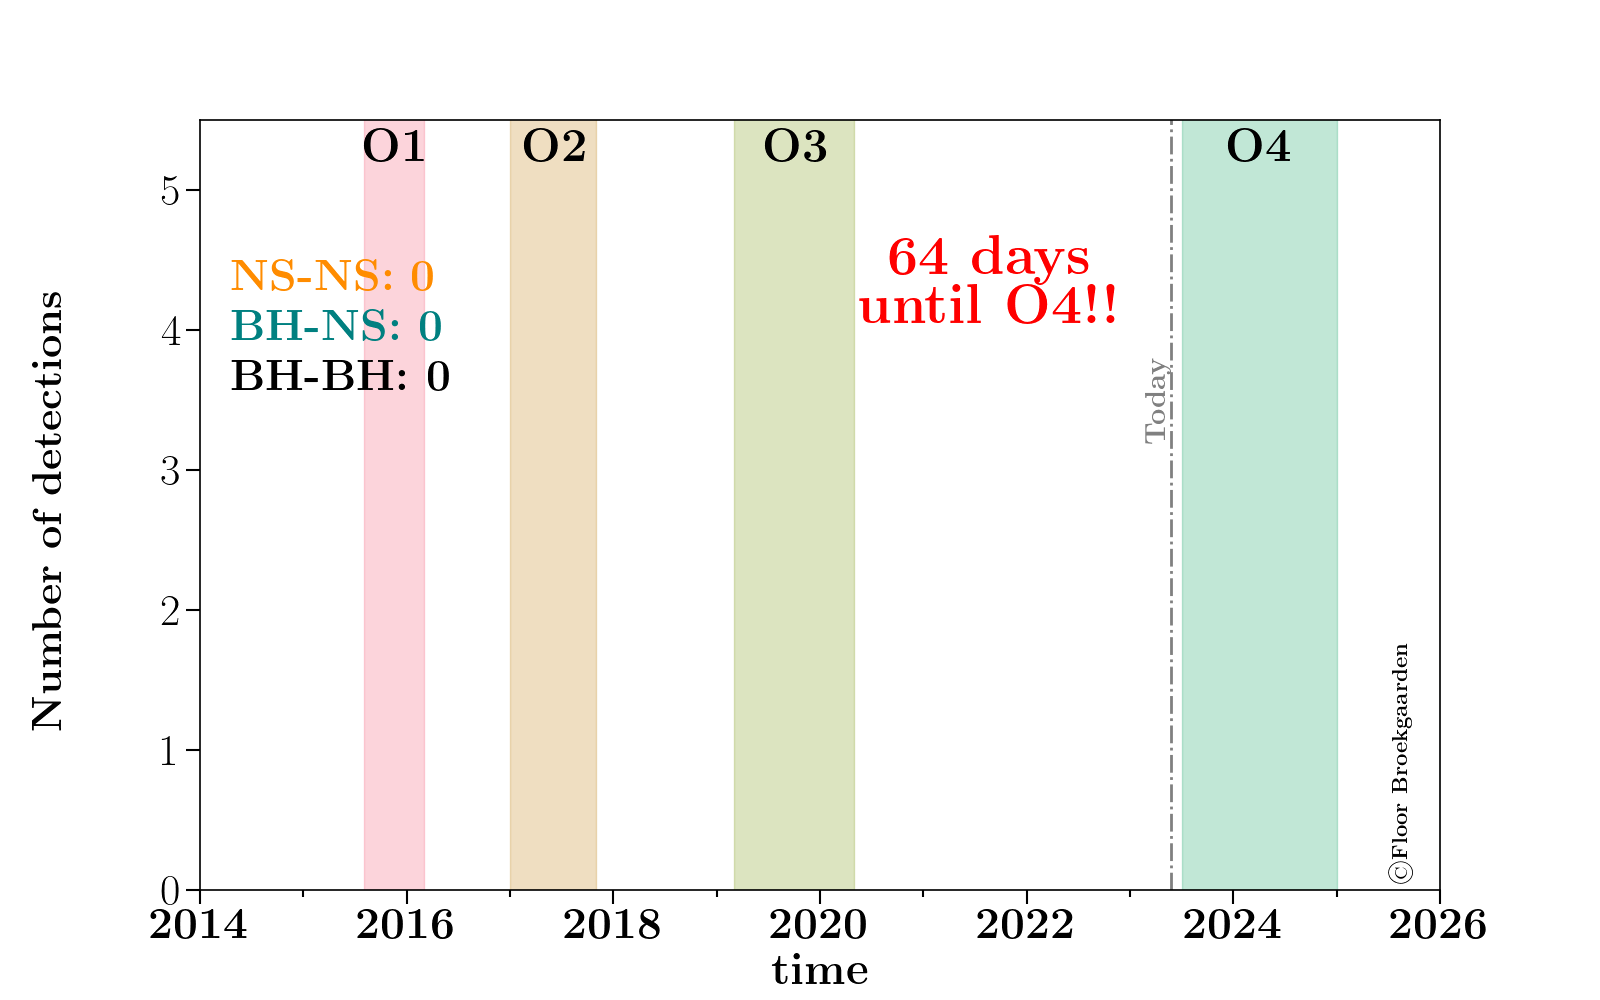 O1
O2
O3
O4
5
4
3
2
1
0
NS-NS: 0
BH-NS: 0
BH-BH: 0
64 days
until O4!!
Today
©Floor Broekgaarden
Number of detections
2014
2016
2018
2020
2022
2024
2026
time